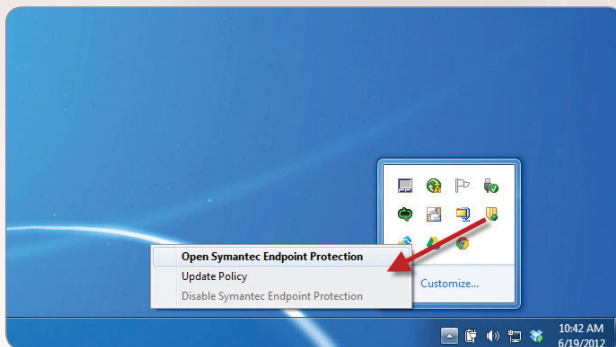 Open Symantec Endpoint Protection
Update Policy
Disable Symantec Endpoint Protection
Customize...
10:42 AM
6/19/2012